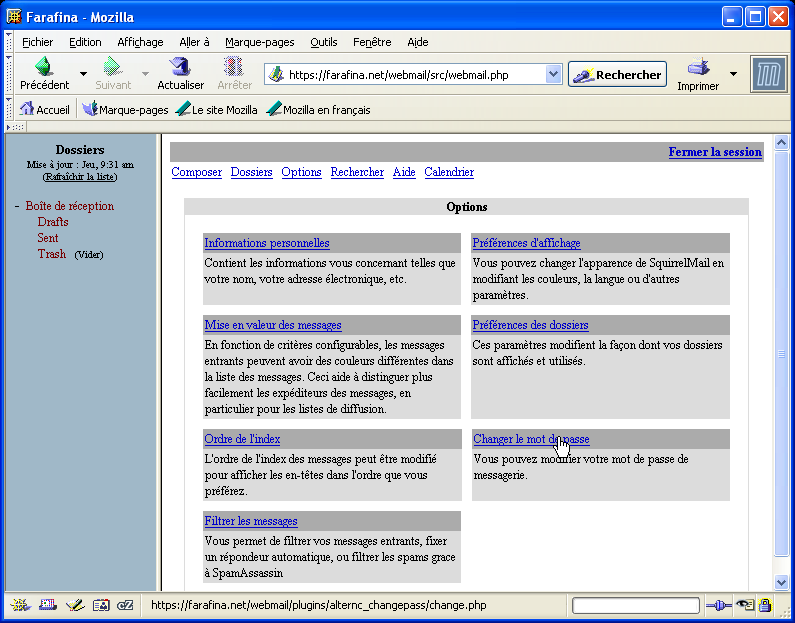 Farafina - Mozilla
Fichier Edition Affichage Aller à Marque-pages Outils Fenêtre Aide
Précédent Suivant Actualiser Arrêter https://farafina.net/webmail/src/webmail.php Rechercher Imprimer
Accueil Marque-pages Le site Mozilla Mozilla en français
Dossiers
Mise à jour : Jeu, 9:31 am
(Rafraîchir la liste)
- Boîte de réception
Drafts
Sent
Trash (Vider)
Fermer la session
Composer Dossiers Options Rechercher Aide Calendrier
Options
Informations personnelles
Contient les informations vous concernant telles que
votre nom, votre adresse électronique, etc.
Préférences d'affichage
Vous pouvez changer l'apparence de SquirrelMail en
modifiant les couleurs, la langue ou d'autres
paramètres.
Mise en valeur des messages
En fonction de critères configurables, les messages
entrants peuvent avoir des couleurs différentes dans
la liste des messages. Ceci aide à distinguer plus
facilement les expéditeurs des messages, en
particulier pour les listes de diffusion.
Préférences des dossiers
Ces paramètres modifient la façon dont vos dossiers
sont affichés et utilisés.
Ordre de l'index
L'ordre de l'index des messages peut être modifié
pour afficher les en-têtes dans l'ordre que vous
préférez.
Changer le mot de passe
Vous pouvez modifier votre mot de passe de
messagerie.
Filtrer les messages
Vous permet de filtrer vos messages entrants, fixer
un répondeur automatique, ou filtrer les spams grace
à SpamAssassin
https://farafina.net/webmail/plugins/alternc_changepass/change.php